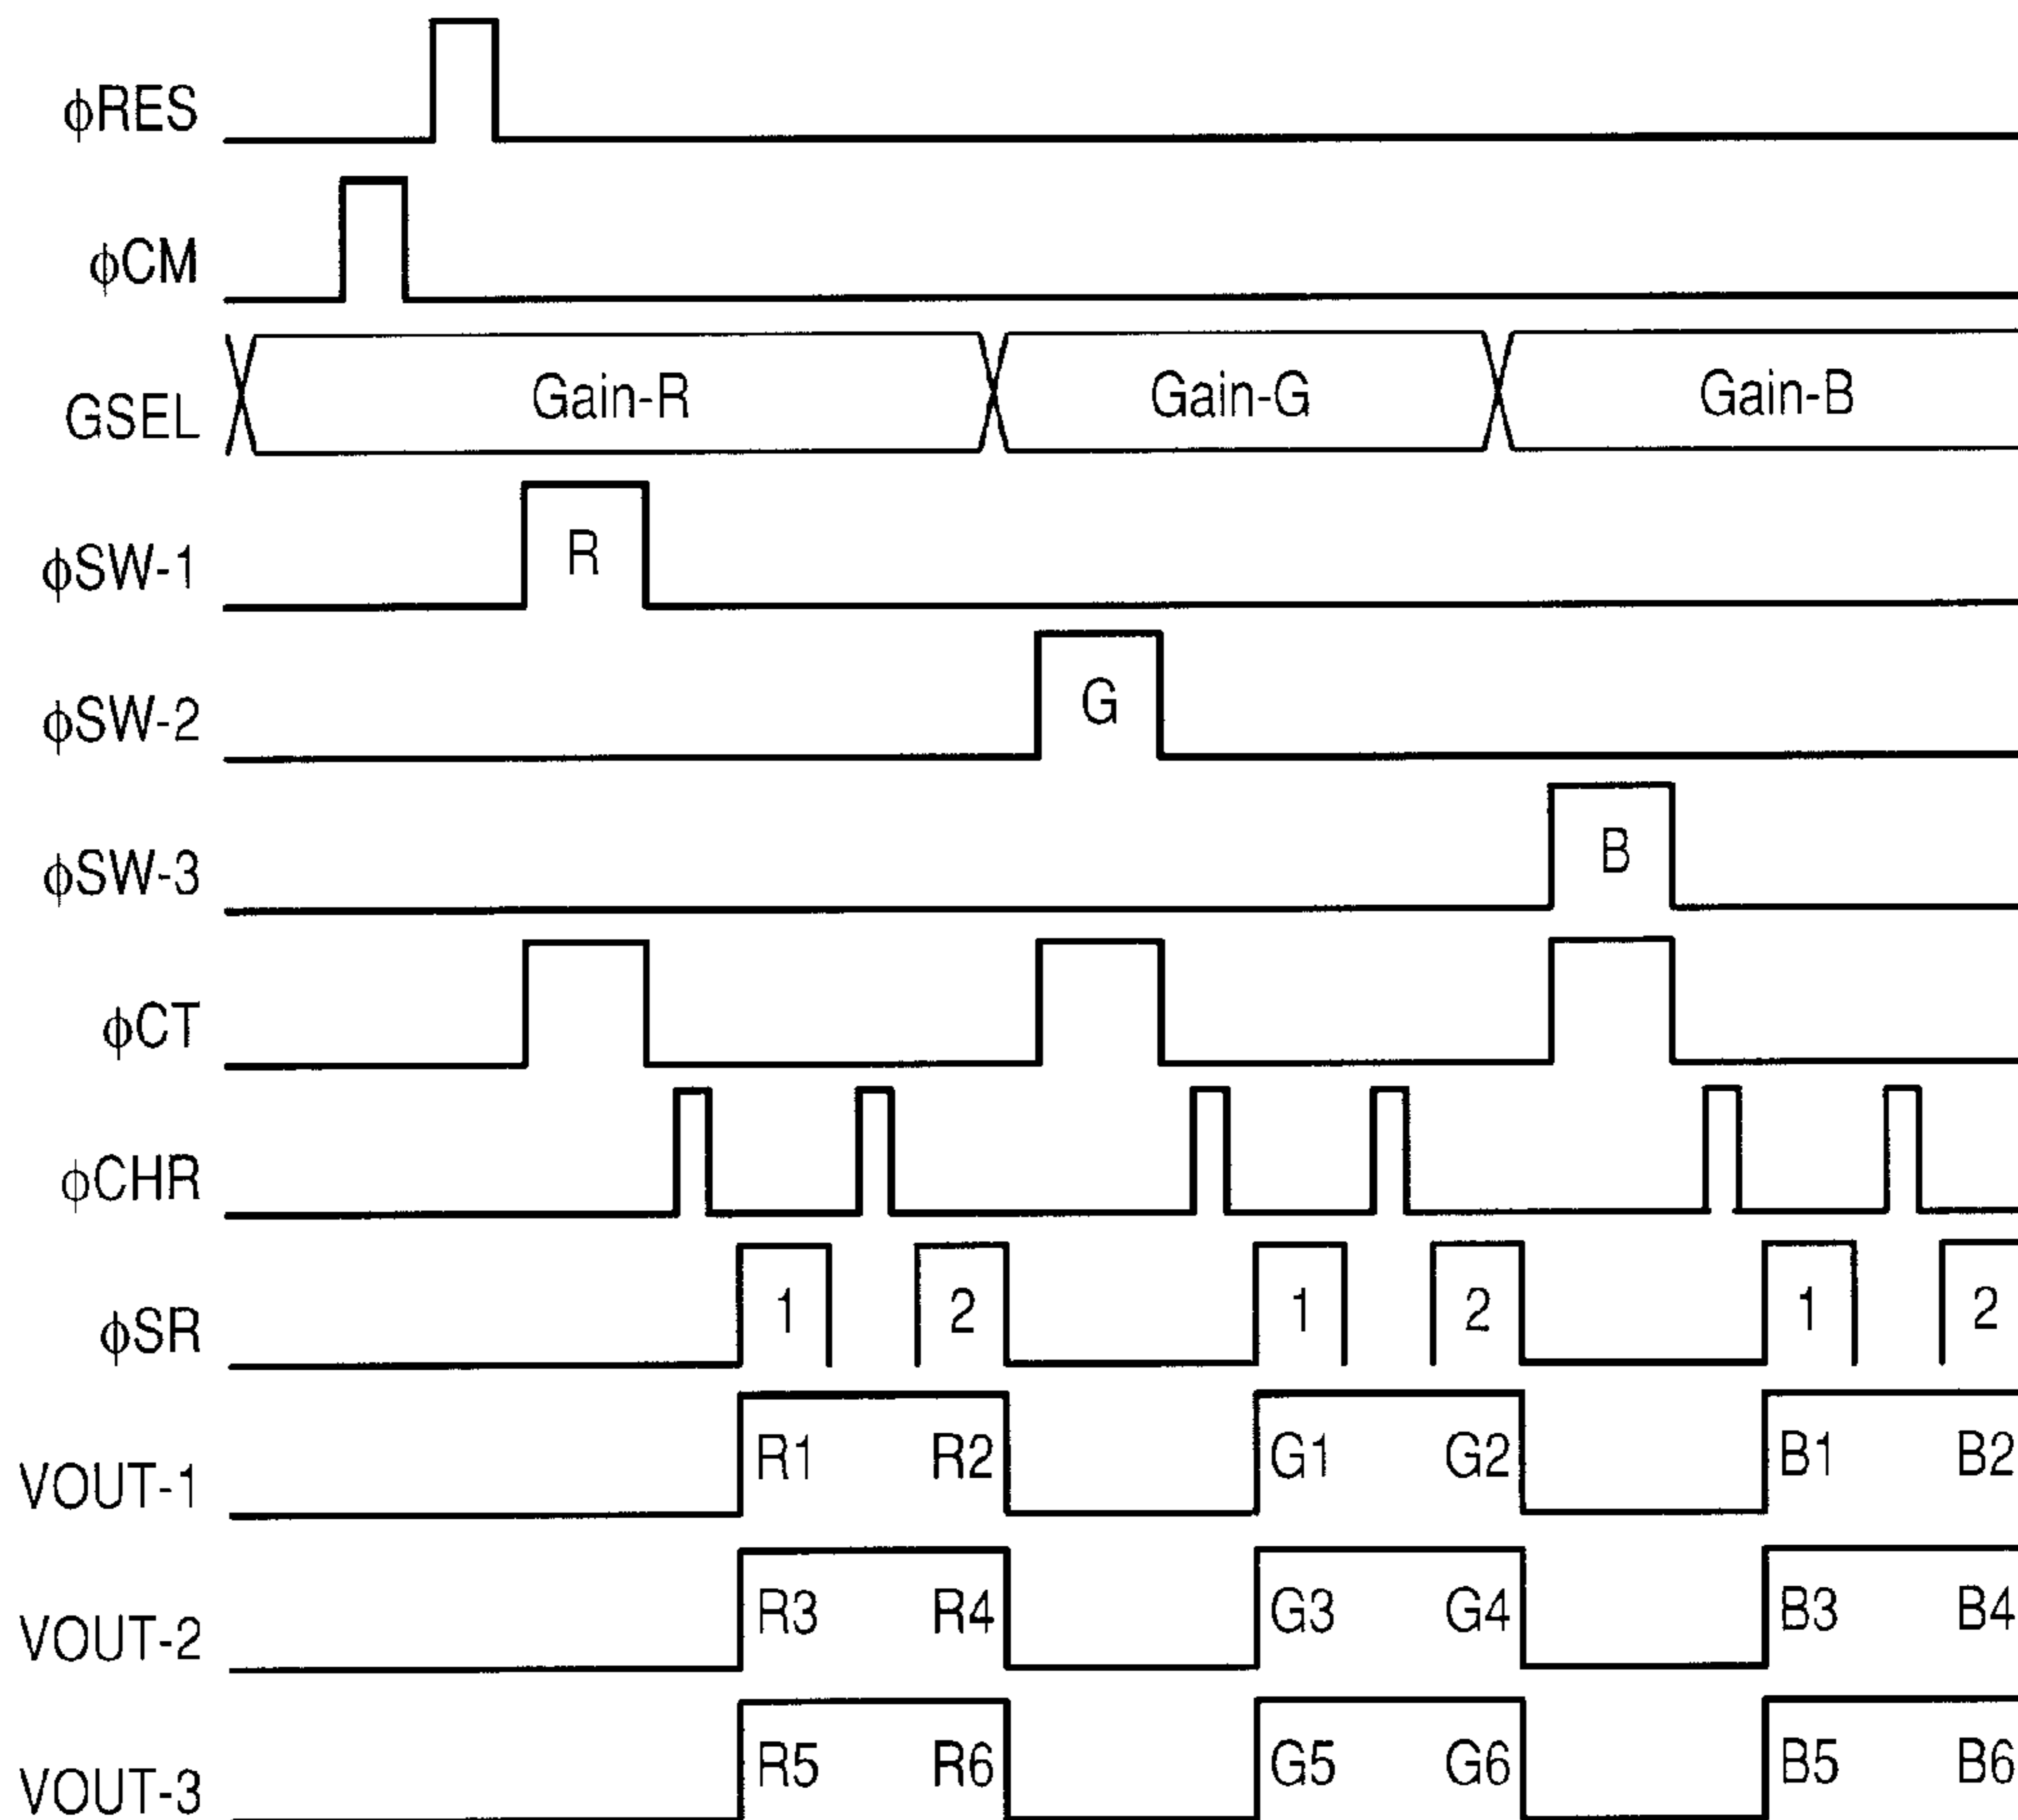 φRES
φCM
GSEL Gain-R Gain-G Gain-B
φSW-1 R
φSW-2 G
φSW-3 B
φCT
φCHR
φSR 1 2 1 2 1 2
VOUT-1 R1 R2 G1 G2 B1 B2
VOUT-2 R3 R4 G3 G4 B3 B4
VOUT-3 R5 R6 G5 G6 B5 B6